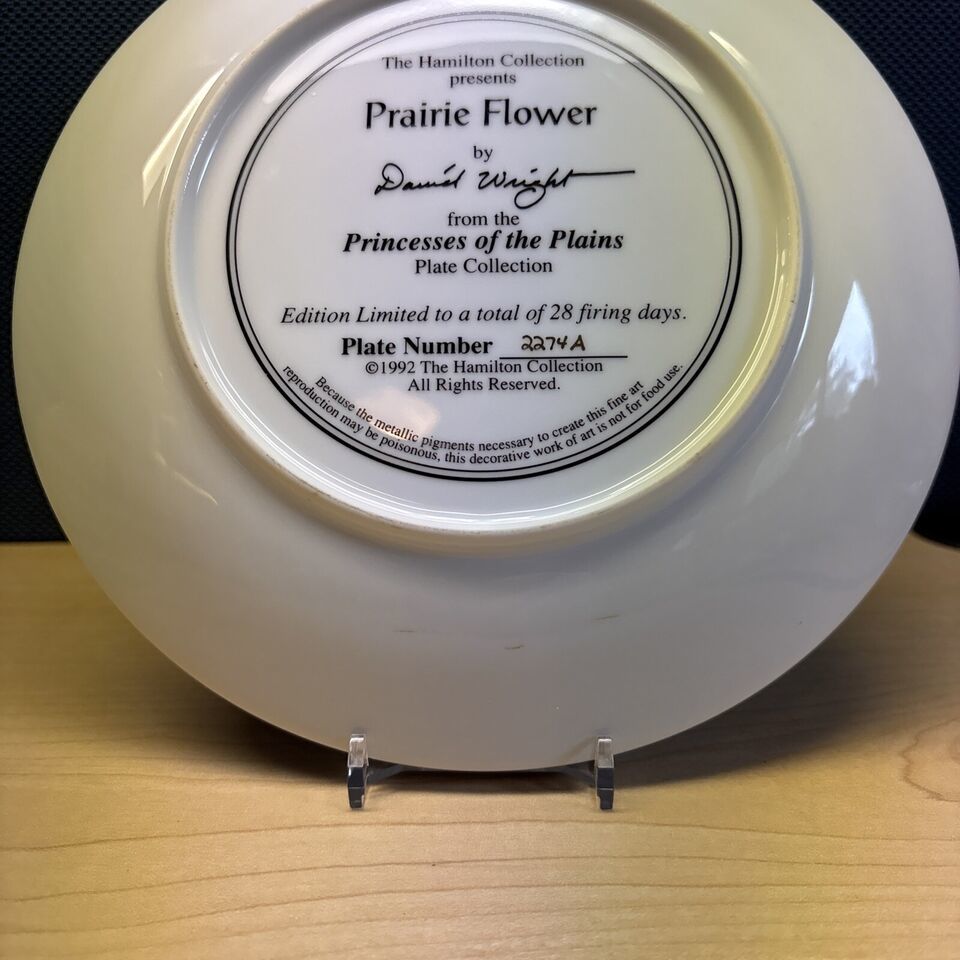 The Hamilton Collection
presents
Prairie Flower
by
David Wright
from the
Princesses of the Plains
Plate Collection
Edition Limited to a total of 28 firing days.
Plate Number 2274A
©1992 The Hamilton Collection
All Rights Reserved.
Because the metallic pigments necessary to create this fine art
reproduction may be poisonous, this decorative work of art is not for food use.